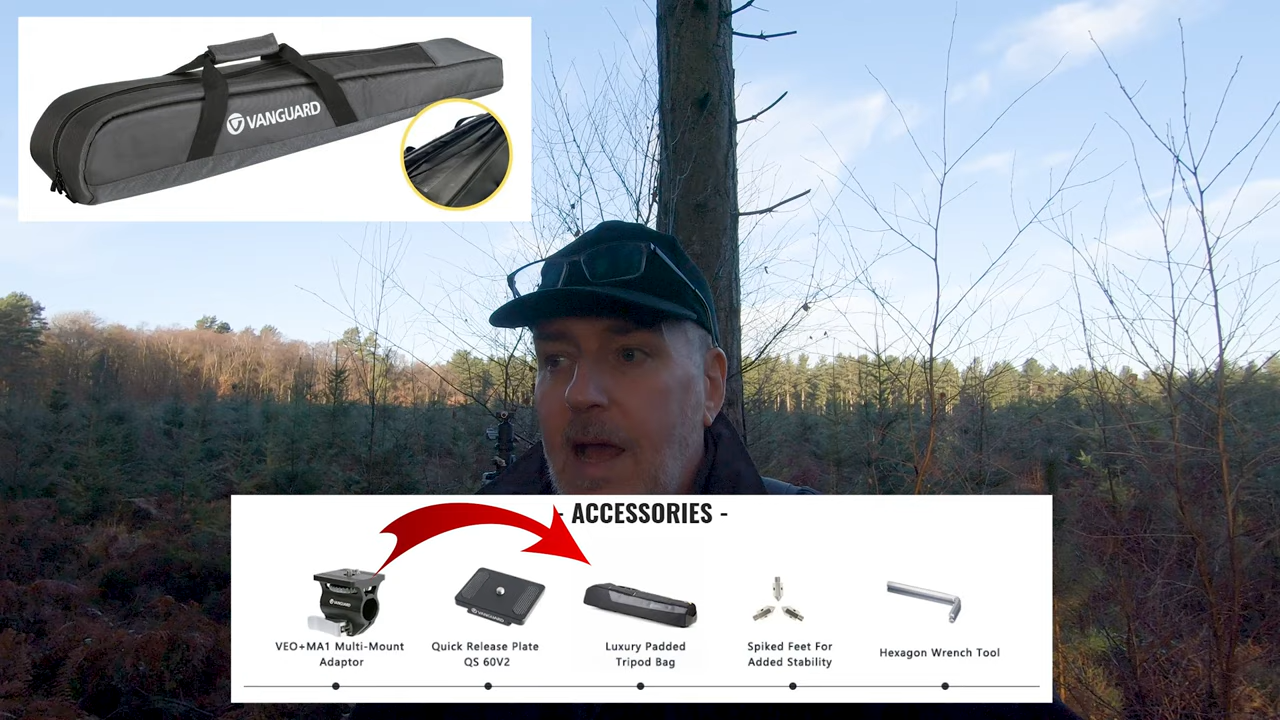 VANGUARD
- ACCESSORIES -
VANGUARD
VANGUARD
VEO+MA1 Multi-Mount
Adaptor
Quick Release Plate
QS 60V2
Luxury Padded
Tripod Bag
Spiked Feet For
Added Stability
Hexagon Wrench Tool